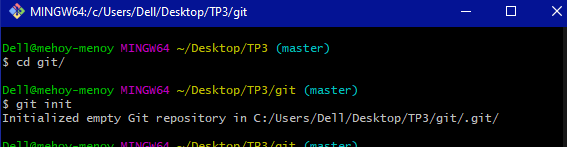 MINGW64:/c/Users/Dell/Desktop/TP3/git
Dell@mehoy-menoy MINGW64 ~/Desktop/TP3 (master)
$ cd git/
Dell@mehoy-menoy MINGW64 ~/Desktop/TP3/git (master)
$ git init
Initialized empty Git repository in C:/Users/Dell/Desktop/TP3/git/.git/
Dell@mehoy-menoy MINGW64 ~/Desktop/TP3/git (master)